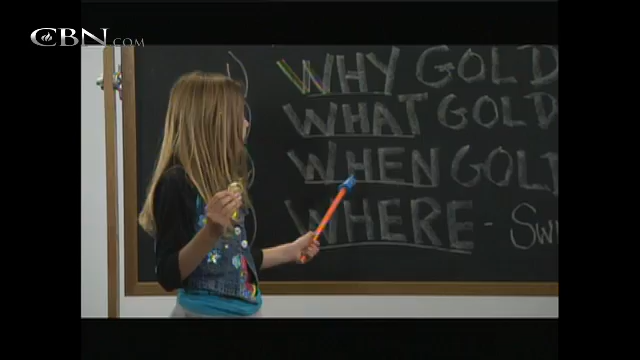 CBN.COM
WHY GOLD
WHAT GOLD
WHEN GOLD
WHERE - SW